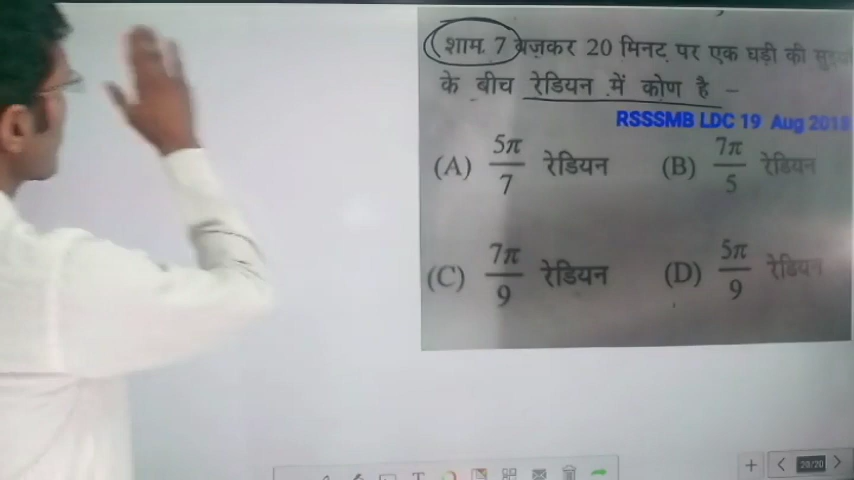 शाम 7 बजकर 20 मिनट पर एक घड़ी की
के बीच रेडियन में कोण है –
RSSSMB LDC 19 Aug 2018
(A) 5π/7 रेडियन (B) 7π/5 रेडियन
(C) 7π/9 रेडियन (D) 5π/9 रेडियन
20/20